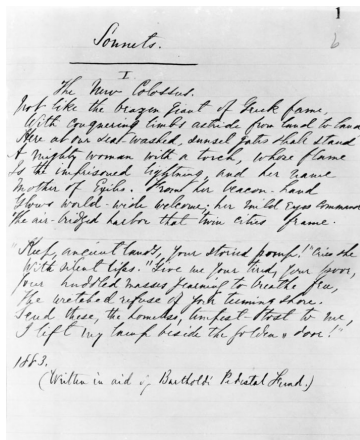 1
6
Sonnets.
I
The New Colossus.
Not like the brazen giant of Greek fame,
With conquering limbs astride from land to land;
Here at our sea-washed, sunset gates shall stand
A mighty woman with a torch, whose flame
Is the imprisoned lightning, and her name
Mother of Exiles. From her beacon-hand
Glows world-wide welcome; her mild eyes command
The air-bridged harbor that twin cities frame.
"Keep, ancient lands, your storied pomp!" cries she
With silent lips. "Give me your tired, your poor,
Your huddled masses yearning to breathe free,
The wretched refuse of your teeming shore.
Send these, the homeless, tempest-tost to me,
I lift my lamp beside the golden door!"
1883.
(Written in aid of Bartholdi Pedestal Fund.)